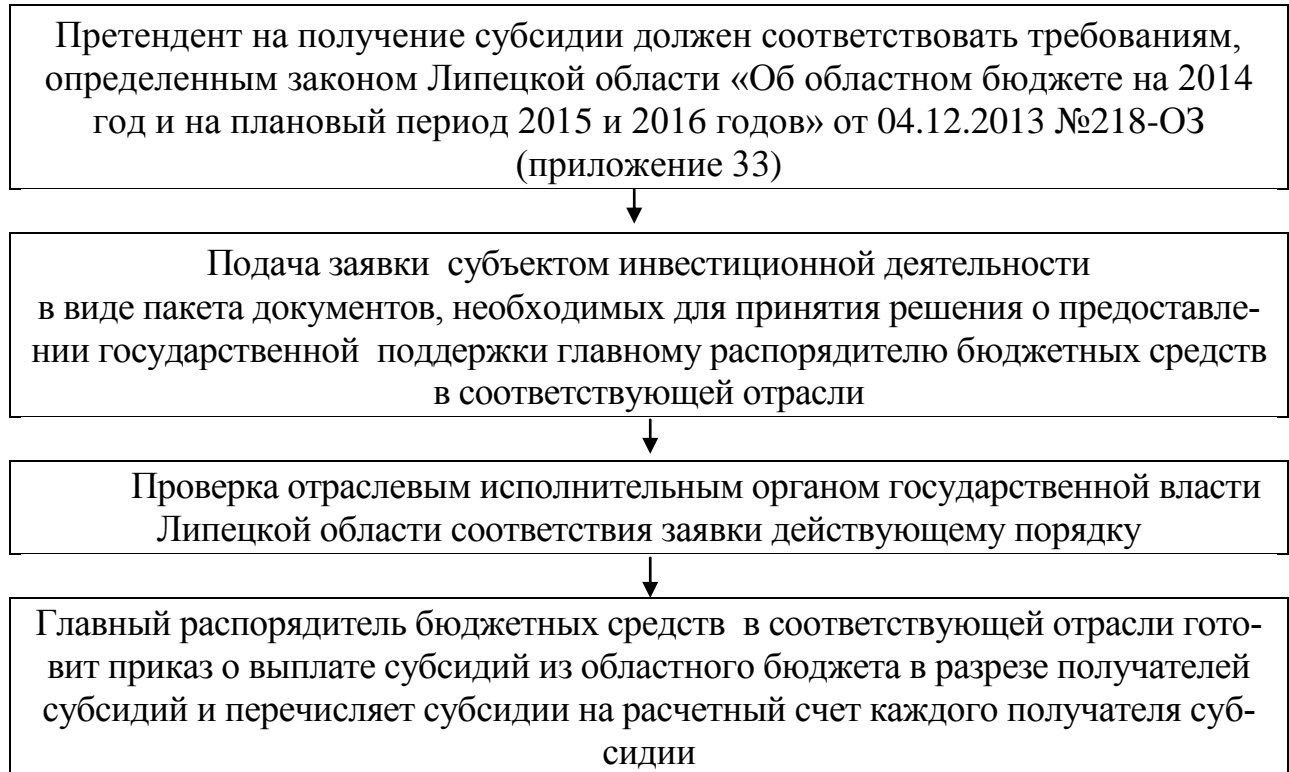 Претендент на получение субсидии должен соответствовать требованиям,
определенным законом Липецкой области «Об областном бюджете на 2014
год и на плановый период 2015 и 2016 годов» от 04.12.2013 №218-ОЗ
(приложение 33)
Подача заявки субъектом инвестиционной деятельности
в виде пакета документов, необходимых для принятия решения о предоставле-
нии государственной поддержки главному распорядителю бюджетных средств
в соответствующей отрасли
Проверка отраслевым исполнительным органом государственной власти
Липецкой области соответствия заявки действующему порядку
Главный распорядитель бюджетных средств в соответствующей отрасли гото-
вит приказ о выплате субсидий из областного бюджета в разрезе получателей
субсидий и перечисляет субсидии на расчетный счет каждого получателя суб-
сидии